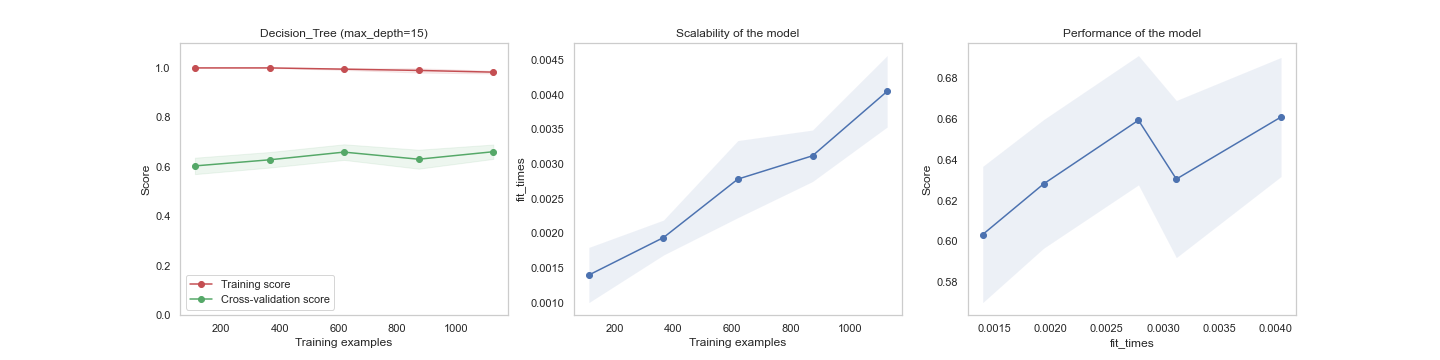 Decision_Tree (max_depth=15)
Score
1.0
0.8
0.6
0.4
0.2
0.0
Training score
Cross-validation score
200 400 600 800 1000
Training examples
Scalability of the model
fit_times
0.0045
0.0040
0.0035
0.0030
0.0025
0.0020
0.0015
0.0010
200 400 600 800 1000
Training examples
Performance of the model
Score
0.68
0.66
0.64
0.62
0.60
0.58
0.0015 0.0020 0.0025 0.0030 0.0035 0.0040
fit_times